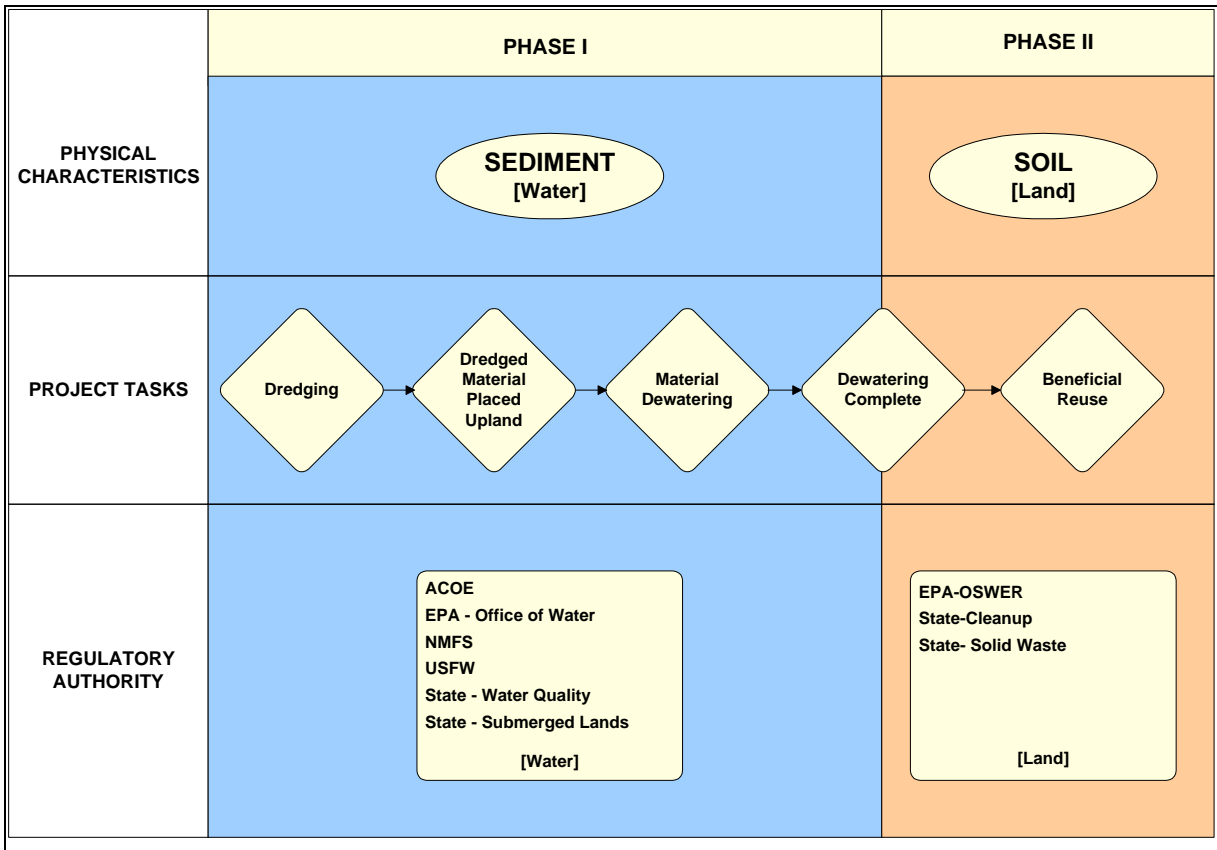 PHASE I
PHASE II
PHYSICAL
CHARACTERISTICS
SEDIMENT
[Water]
SOIL
[Land]
PROJECT TASKS
Dredging
Dredged
Material
Placed
Upland
Material
Dewatering
Dewatering
Complete
Beneficial
Reuse
REGULATORY
AUTHORITY
ACOE
EPA - Office of Water
NMFS
USFW
State - Water Quality
State - Submerged Lands
[Water]
EPA-OSWER
State-Cleanup
State- Solid Waste
[Land]